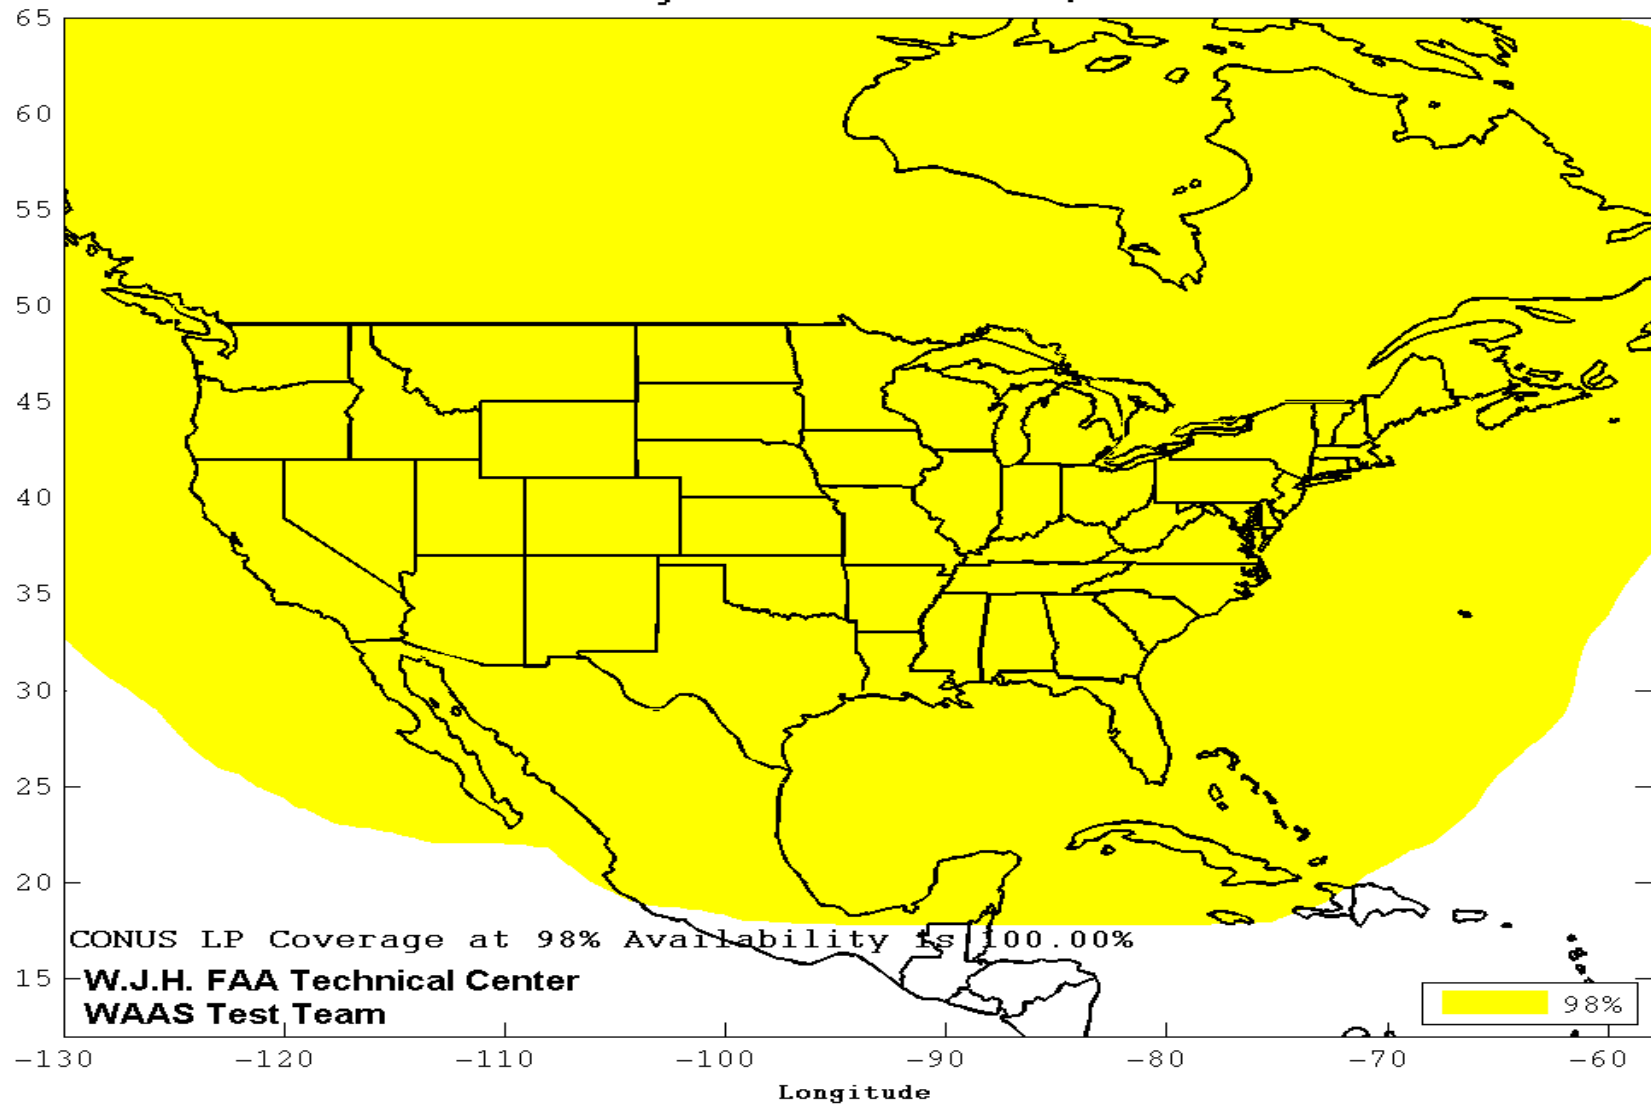 65
60
55
50
45
40
35
30
25
20
15
CONUS LP Coverage at 98% Availability is 100.00%
W.J.H. FAA Technical Center
WAAS Test Team
98%
-130 -120 -110 -100 -90 -80 -70 -60
Longitude